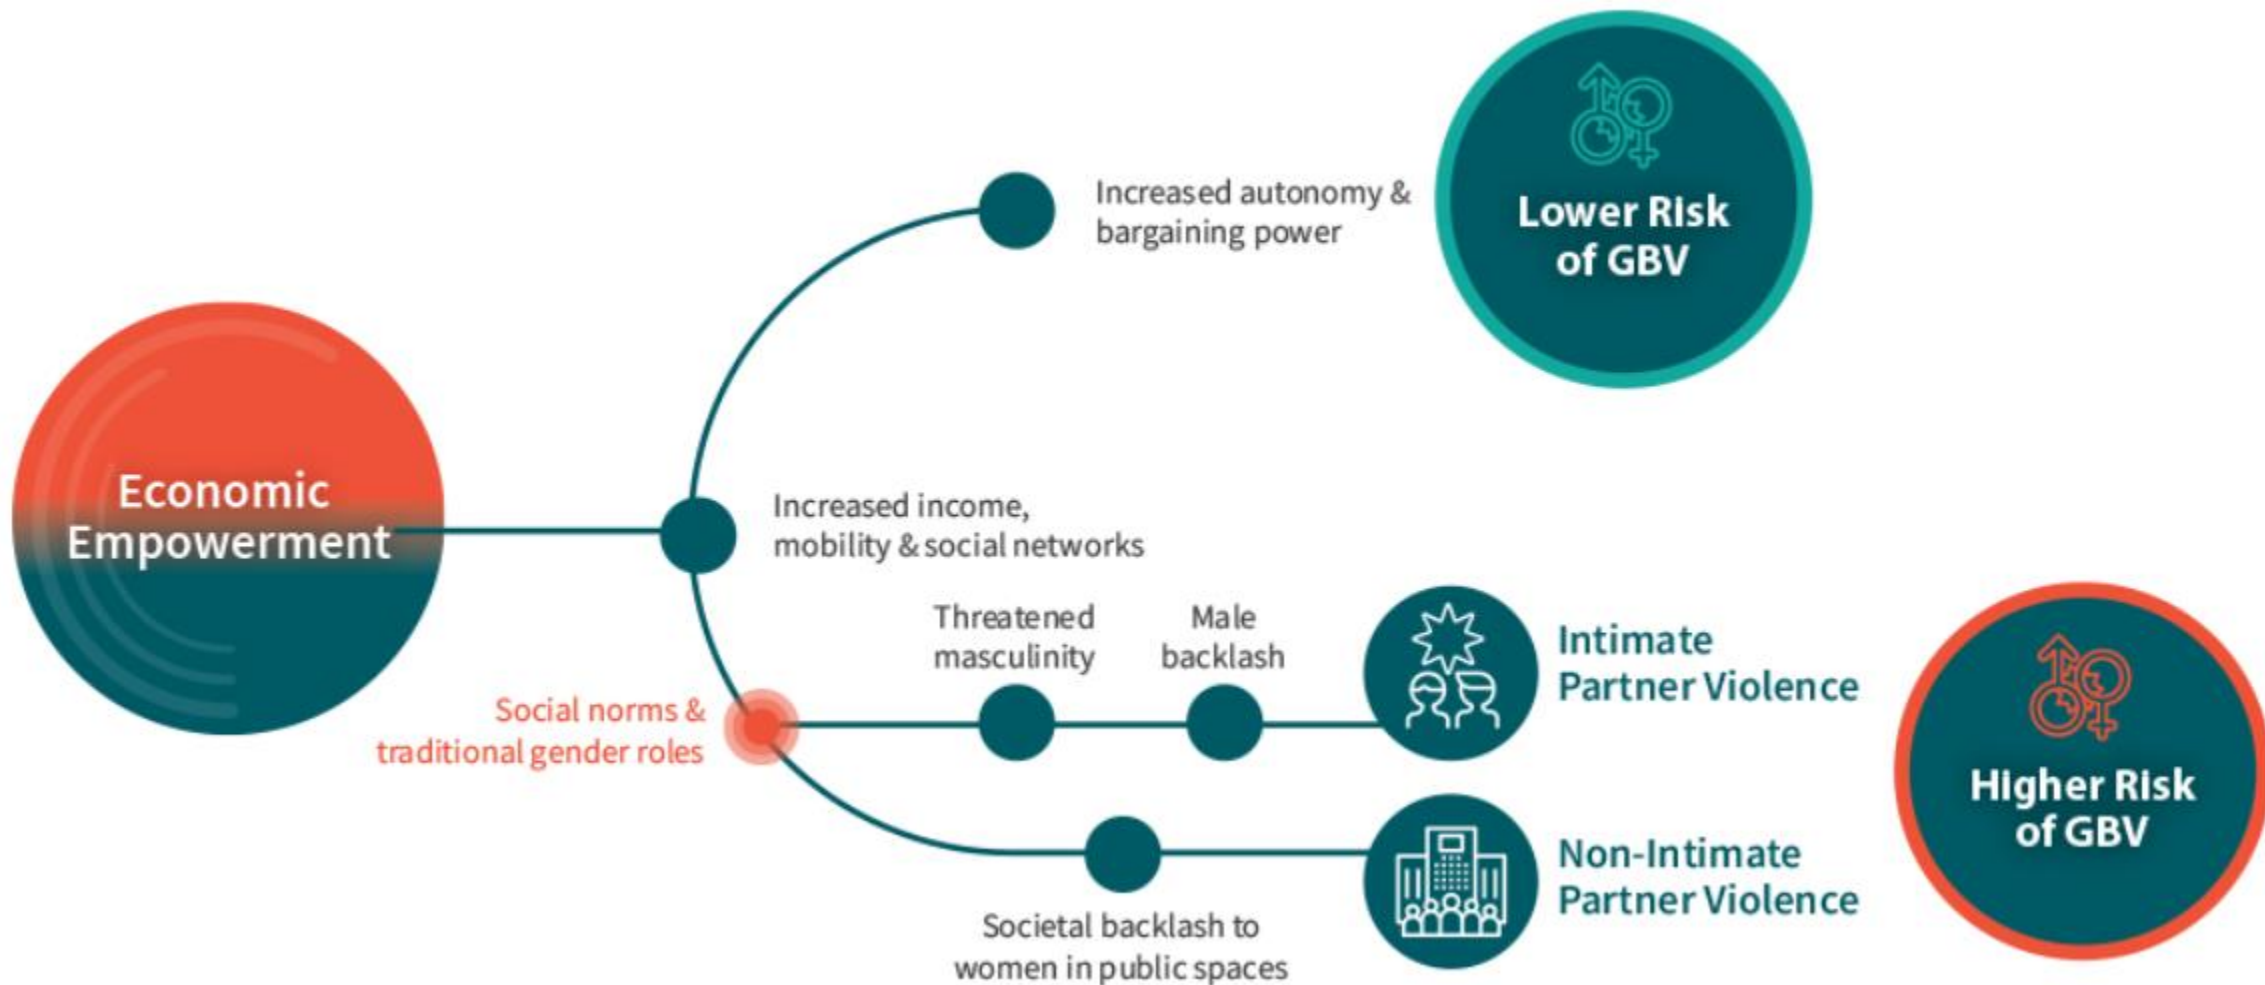 Increased autonomy &
bargaining power
Lower Risk
of GBV
Economic
Empowerment
Increased income,
mobility & social networks
Threatened
masculinity
Male
backlash
Intimate
Partner Violence
Social norms &
traditional gender roles
Higher Risk
of GBV
Non-Intimate
Partner Violence
Societal backlash to
women in public spaces